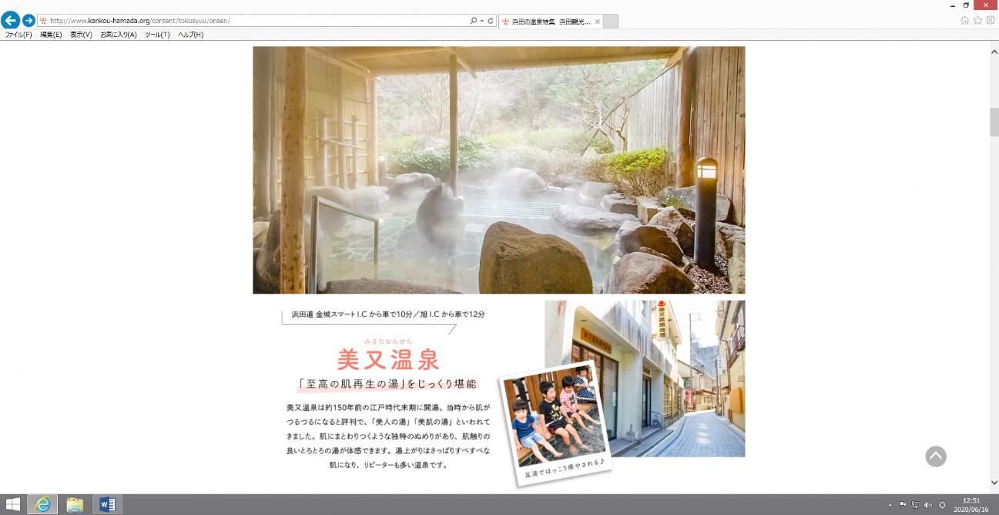 http://www.kankou-hamada.org/content/tokusyuu/onsen/
浜田の温泉特集 浜田観光...
ファイル(F) 編集(E) 表示(V) お気に入り(A) ツール(T) ヘルプ(H)
浜田道 金城スマートI.Cから車で10分／旭I.Cから車で12分
みまたおんせん
美又温泉
「至高の肌再生の湯」をじっくり堪能
美又温泉は約150年前の江戸時代末期に開湯。当時から肌が
つるつるになると評判で、「美人の湯」「美肌の湯」といわれて
きました。肌にまとわりつくような独特のぬめりがあり、肌触りの
良いとろとろの湯が体感できます。湯上がりはさっぱりすべすべな
肌になり、リピーターも多い温泉です。
美又温泉会館
足湯でほっこり癒やされる♪
12:51
2020/06/16